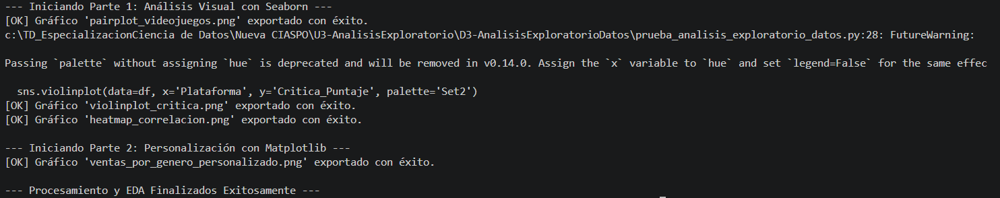 --- Iniciando Parte 1: Análisis Visual con Seaborn ---
[OK] Gráfico 'pairplot_videojuegos.png' exportado con éxito.
c:\TD_EspecializacionCiencia de Datos\Nueva CIASPO\U3-AnalisisExploratorio\D3-AnalisisExploratorioDatos\prueba_analisis_exploratorio_datos.py:28: FutureWarning:
Passing `palette` without assigning `hue` is deprecated and will be removed in v0.14.0. Assign the `x` variable to `hue` and set `legend=False` for the same effec
sns.violinplot(data=df, x='Plataforma', y='Critica_Puntaje', palette='Set2')
[OK] Gráfico 'violinplot_critica.png' exportado con éxito.
[OK] Gráfico 'heatmap_correlacion.png' exportado con éxito.
--- Iniciando Parte 2: Personalización con Matplotlib ---
[OK] Gráfico 'ventas_por_genero_personalizado.png' exportado con éxito.
--- Procesamiento y EDA Finalizados Exitosamente ---